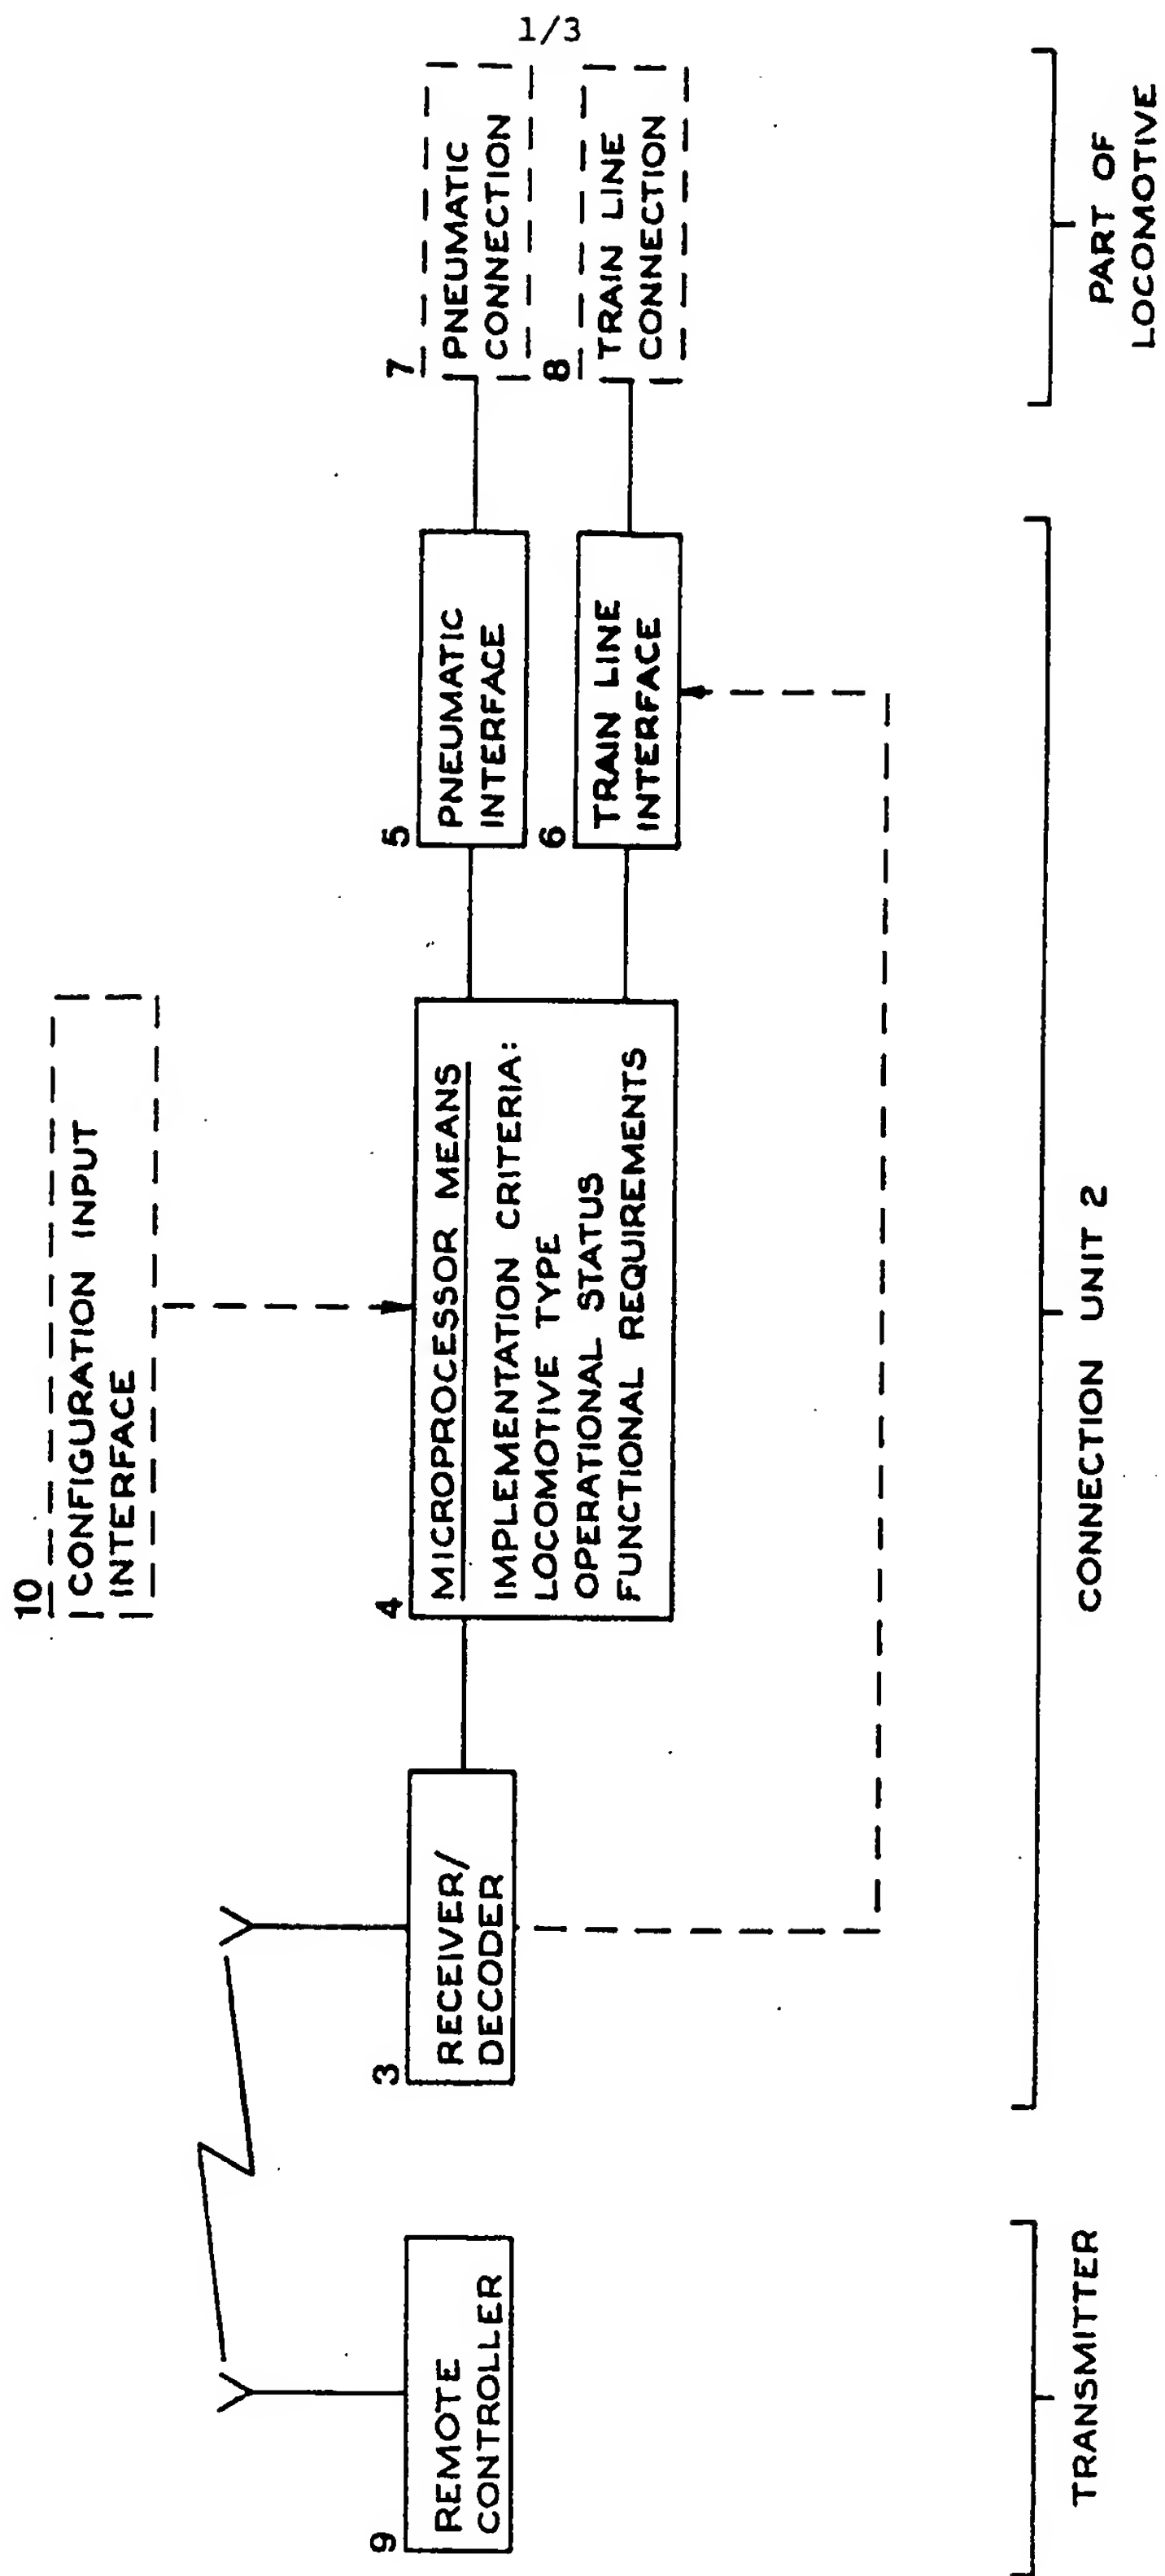 1/3
10
CONFIGURATION INPUT
INTERFACE
9
REMOTE
CONTROLLER
3
RECEIVER/
DECODER
4
MICROPROCESSOR MEANS
IMPLEMENTATION CRITERIA:
LOCOMOTIVE TYPE
OPERATIONAL STATUS
FUNCTIONAL REQUIREMENTS
5
PNEUMATIC
INTERFACE
6
TRAIN LINE
INTERFACE
7
PNEUMATIC
CONNECTION
8
TRAIN LINE
CONNECTION
TRANSMITTER
CONNECTION UNIT 2
PART OF
LOCOMOTIVE